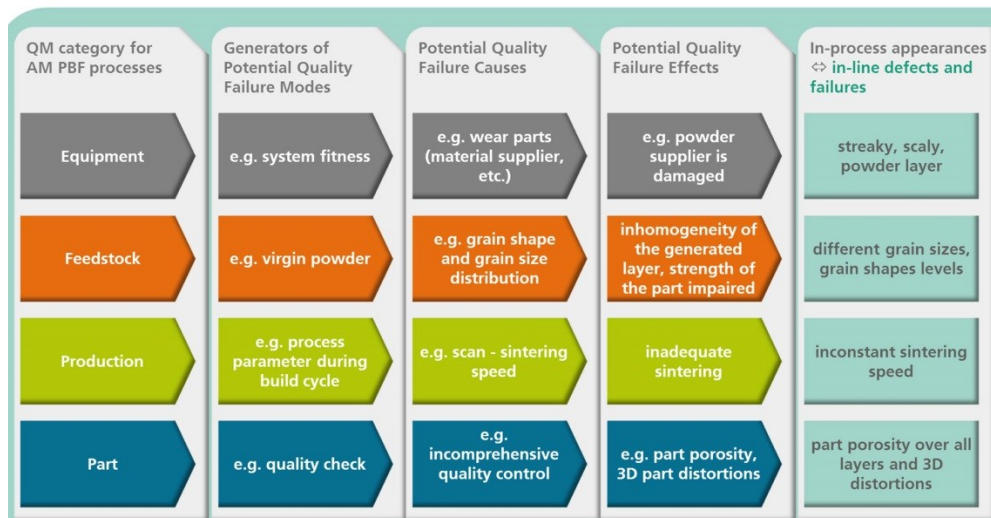 QM category for
AM PBF processes
Generators of
Potential Quality
Failure Modes
Potential Quality
Failure Causes
Potential Quality
Failure Effects
In-process appearances
⇔ in-line defects and
failures
Equipment
e.g. system fitness
e.g. wear parts
(material supplier,
etc.)
e.g. powder
supplier is
damaged
streaky, scaly,
powder layer
Feedstock
e.g. virgin powder
e.g. grain shape
and grain size
distribution
inhomogeneity of
the generated
layer, strength of
the part impaired
different grain sizes,
grain shapes levels
Production
e.g. process
parameter during
build cycle
e.g. scan - sintering
speed
inadequate
sintering
inconstant sintering
speed
Part
e.g. quality check
e.g.
incomprehensive
quality control
e.g. part porosity,
3D part distortions
part porosity over all
layers and 3D
distortions